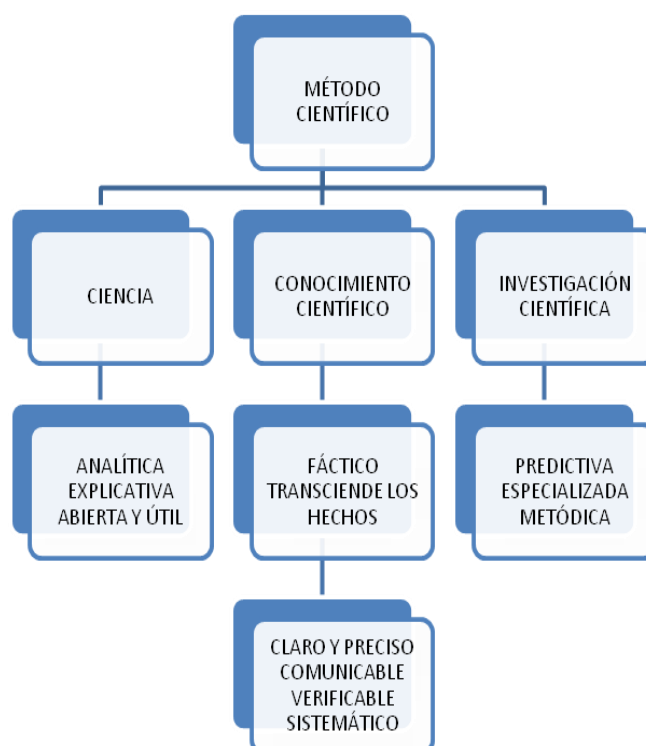 MÉTODO
CIENTÍFICO
CIENCIA
CONOCIMIENTO
CIENTÍFICO
INVESTIGACIÓN
CIENTÍFICA
ANALÍTICA
EXPLICATIVA
ABIERTA Y ÚTIL
FÁCTICO
TRANSCIENDE LOS
HECHOS
PREDICTIVA
ESPECIALIZADA
METÓDICA
CLARO Y PRECISO
COMUNICABLE
VERIFICABLE
SISTEMÁTICO